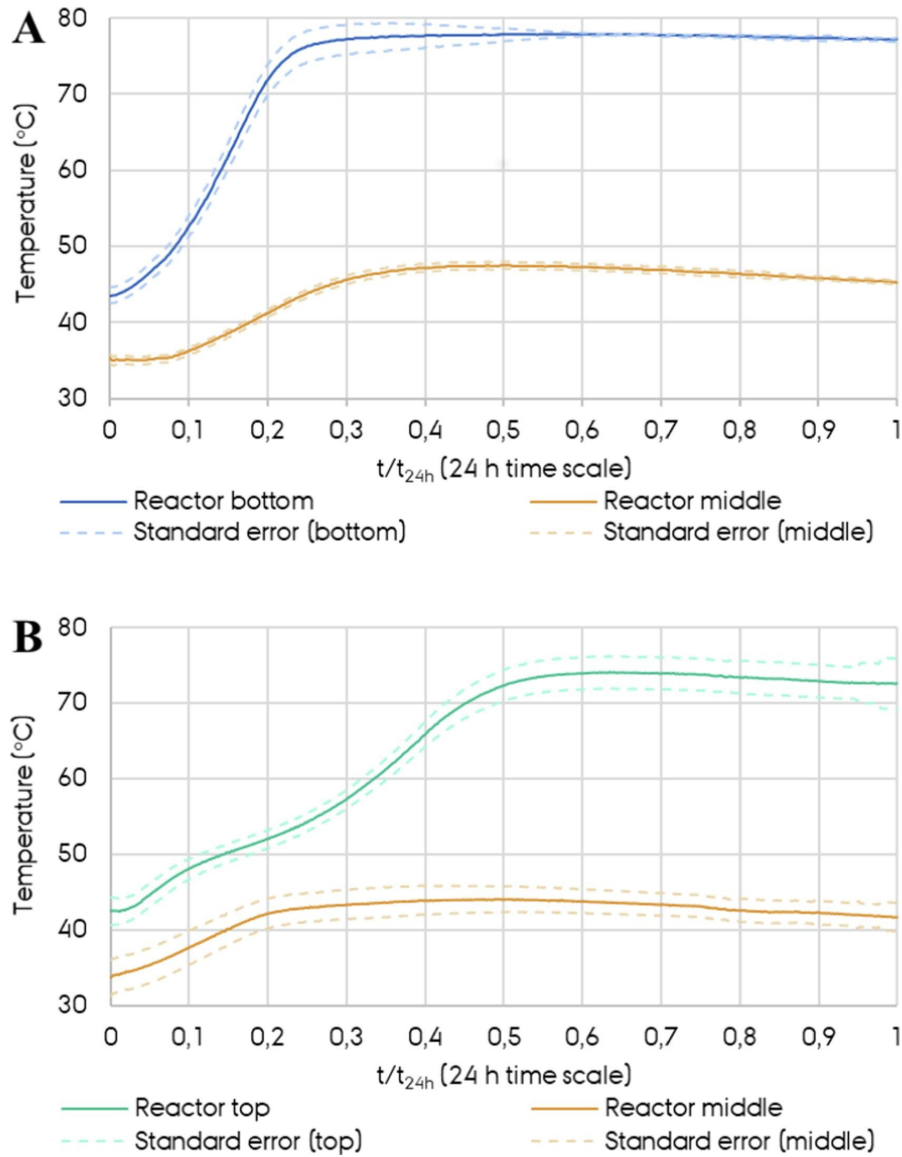 A
Temperature (°C)
80
70
60
50
40
30
0 0,1 0,2 0,3 0,4 0,5 0,6 0,7 0,8 0,9 1
t/t24h (24 h time scale)
Reactor bottom Reactor middle
Standard error (bottom) Standard error (middle)
B
Temperature (°C)
80
70
60
50
40
30
0 0,1 0,2 0,3 0,4 0,5 0,6 0,7 0,8 0,9 1
t/t24h (24 h time scale)
Reactor top Reactor middle
Standard error (top) Standard error (middle)